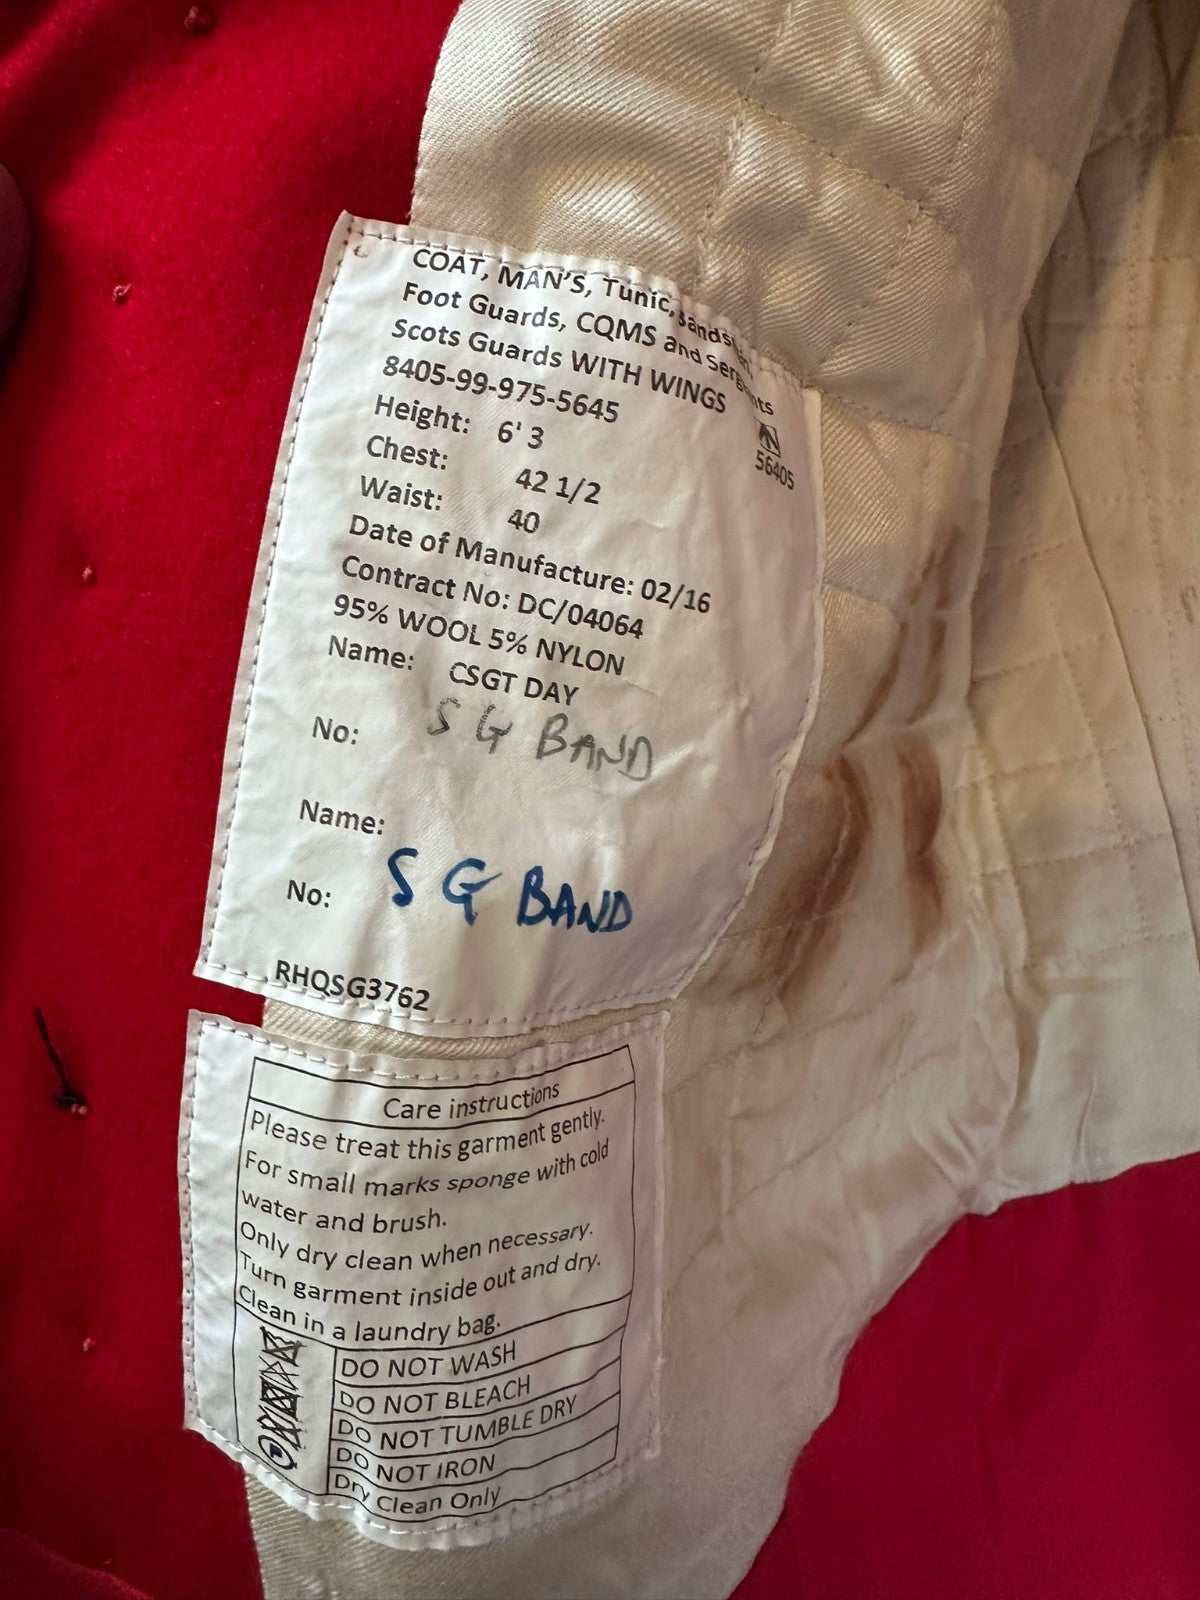 COAT, MAN'S, Tunic, Bandsman,
Foot Guards, CQMS and Sergeants
Scots Guards WITH WINGS
8405-99-975-5645
56405
Height: 6' 3
Chest: 42 1/2
Waist: 40
Date of Manufacture: 02/16
Contract No: DC/04064
95% WOOL 5% NYLON
Name: CSGT DAY
No: S G BAND
Name:
No: S G BAND
RHQSG3762
Care instructions
Please treat this garment gently.
For small marks sponge with cold
water and brush.
Only dry clean when necessary.
Turn garment inside out and dry.
Clean in a laundry bag.
DO NOT WASH
DO NOT BLEACH
DO NOT TUMBLE DRY
DO NOT IRON
P
Dry Clean Only